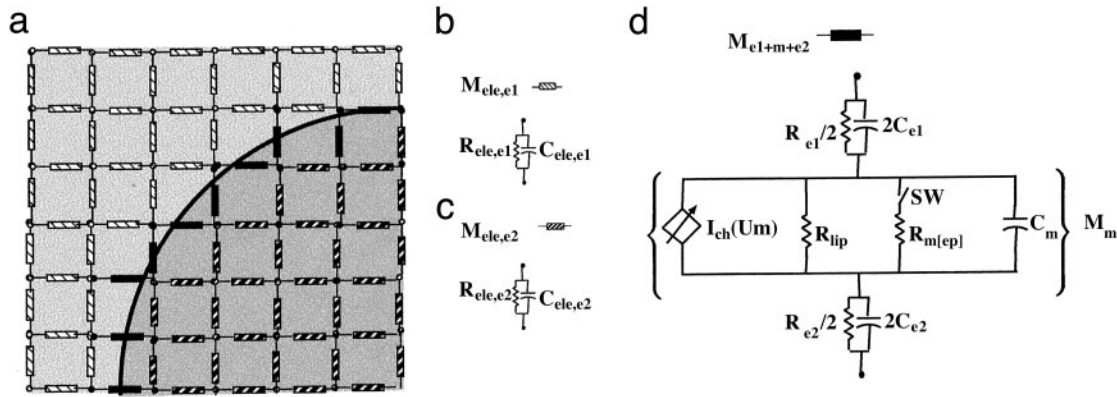 a
b
M_ele,e1
R_ele,e1 C_ele,e1
c
M_ele,e2
R_ele,e2 C_ele,e2
d
M_e1+m+e2
R_e1/2 2C_e1
I_ch(Um) R_lip SW R_m[ep] C_m M_m
R_e2/2 2C_e2